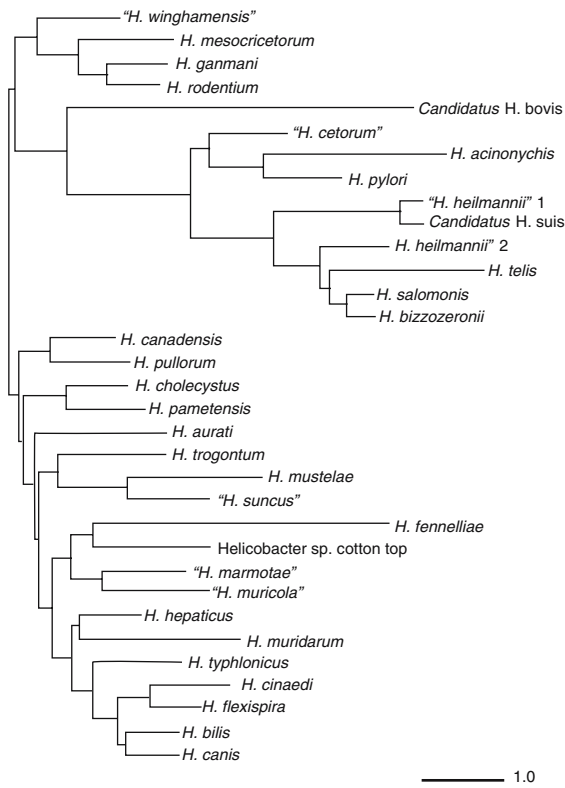 "H. winghamensis"
H. mesocricetorum
H. ganmani
H. rodentium
Candidatus H. bovis
"H. cetorum"
H. acinonychis
H. pylori
"H. heilmannii" 1
Candidatus H. suis
H. heilmannii" 2
H. telis
H. salomonis
H. bizzozeronii
H. canadensis
H. pullorum
H. cholecystus
H. pametensis
H. aurati
H. trogontum
H. mustelae
"H. suncus"
H. fennelliae
Helicobacter sp. cotton top
"H. marmotae"
"H. muricola"
H. hepaticus
H. muridarum
H. typhlonicus
H. cinaedi
H. flexispira
H. bilis
H. canis
1.0